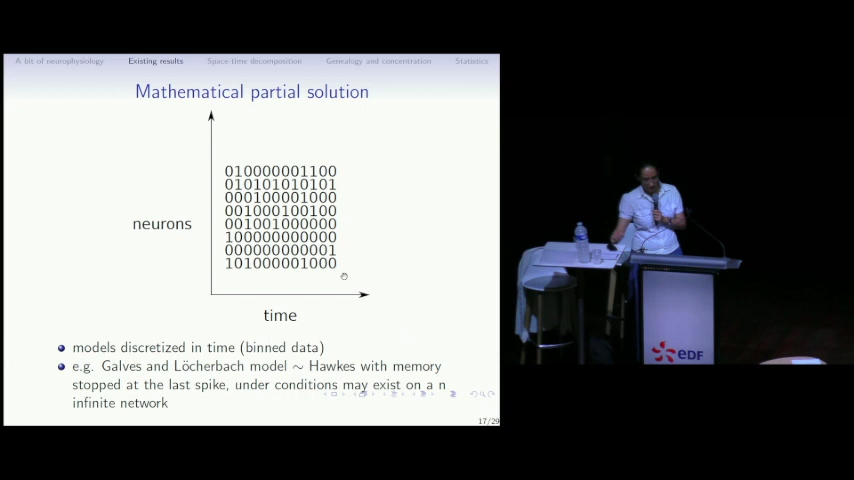 A bit of neurophysiology Existing results Space-time decomposition Genealogy and concentration Statistics
Mathematical partial solution
010000001100
010101010101
000100001000
001000100100
001001000000
100000000000
000000000001
101000001000
neurons
time
models discretized in time (binned data)
e.g. Galves and Löcherbach model ∼ Hawkes with memory
stopped at the last spike, under conditions may exist on a n
infinite network
17/29
eDF